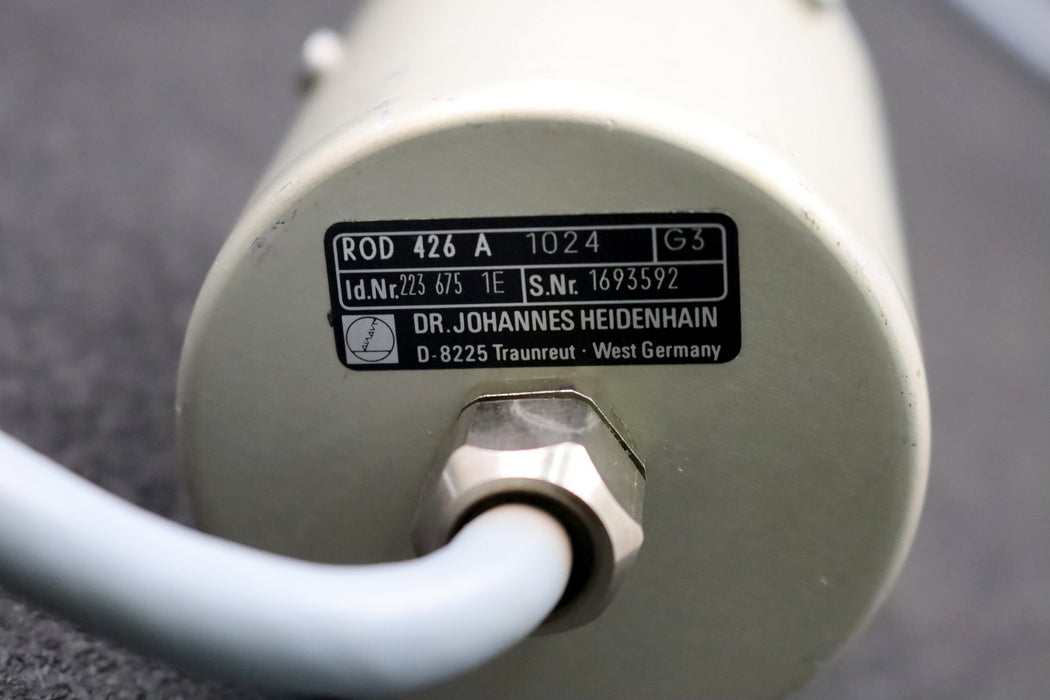 ROD 426 A 1024 G3
Id.Nr. 223 675 1E S.Nr. 1693592
DR. JOHANNES HEIDENHAIN
D-8225 Traunreut · West Germany